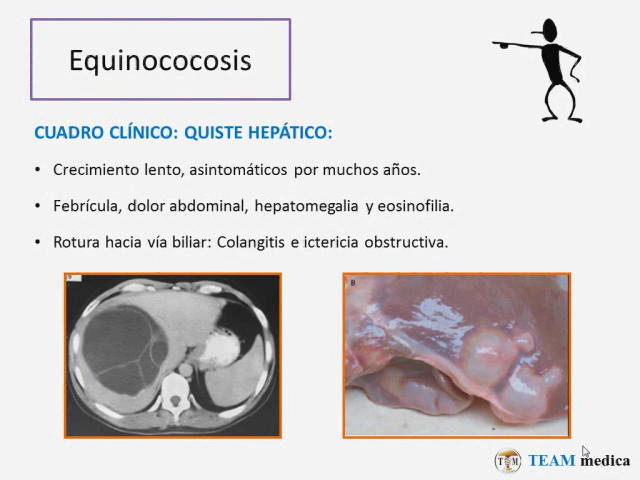 Equinococosis
CUADRO CLÍNICO: QUISTE HEPÁTICO:
• Crecimiento lento, asintomáticos por muchos años.
• Febrícula, dolor abdominal, hepatomegalia y eosinofilia.
• Rotura hacia vía biliar: Colangitis e ictericia obstructiva.
B
TEAM medica